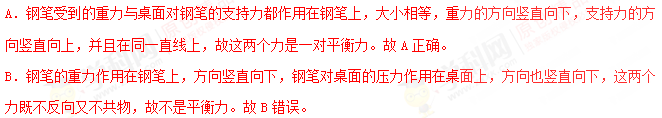 A．钢笔受到的重力与桌面对钢笔的支持力都作用在钢笔上，大小相等，重力的方向竖直向下，支持力的方
向竖直向上，并且在同一直线上，故这两个力是一对平衡力。故 A 正确。
B．钢笔的重力作用在钢笔上，方向竖直向下，钢笔对桌面的压力作用在桌面上，方向也竖直向下，这两个
力既不反向又不共物，故不是平衡力。故 B 错误。